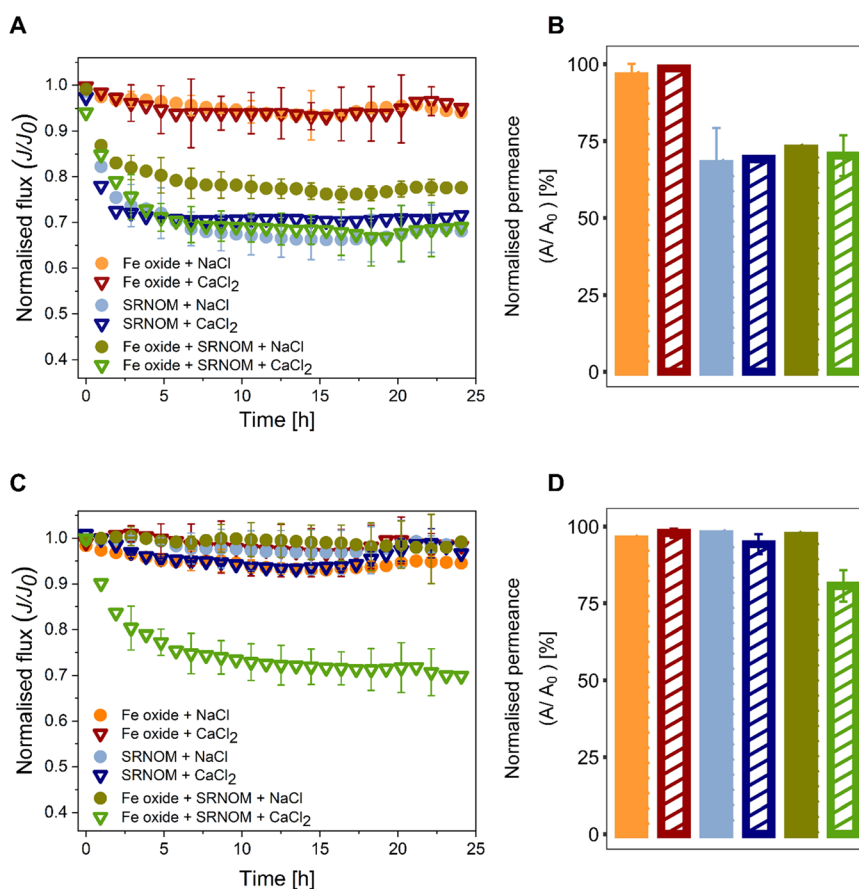 A
B
Normalised flux (J/J0)
1.0
0.9
0.8
0.7
0.6
0.5
0.4
Fe oxide + NaCl
Fe oxide + CaCl2
SRNOM + NaCl
SRNOM + CaCl2
Fe oxide + SRNOM + NaCl
Fe oxide + SRNOM + CaCl2
0 5 10 15 20 25
Time [h]
Normalised permeance
(A/ A0 ) [%]
100
75
50
25
0
C
D
Normalised flux (J/J0)
1.0
0.9
0.8
0.7
0.6
0.5
0.4
Fe oxide + NaCl
Fe oxide + CaCl2
SRNOM + NaCl
SRNOM + CaCl2
Fe oxide + SRNOM + NaCl
Fe oxide + SRNOM + CaCl2
0 5 10 15 20 25
Time [h]
Normalised permeance
(A/ A0 ) [%]
100
75
50
25
0